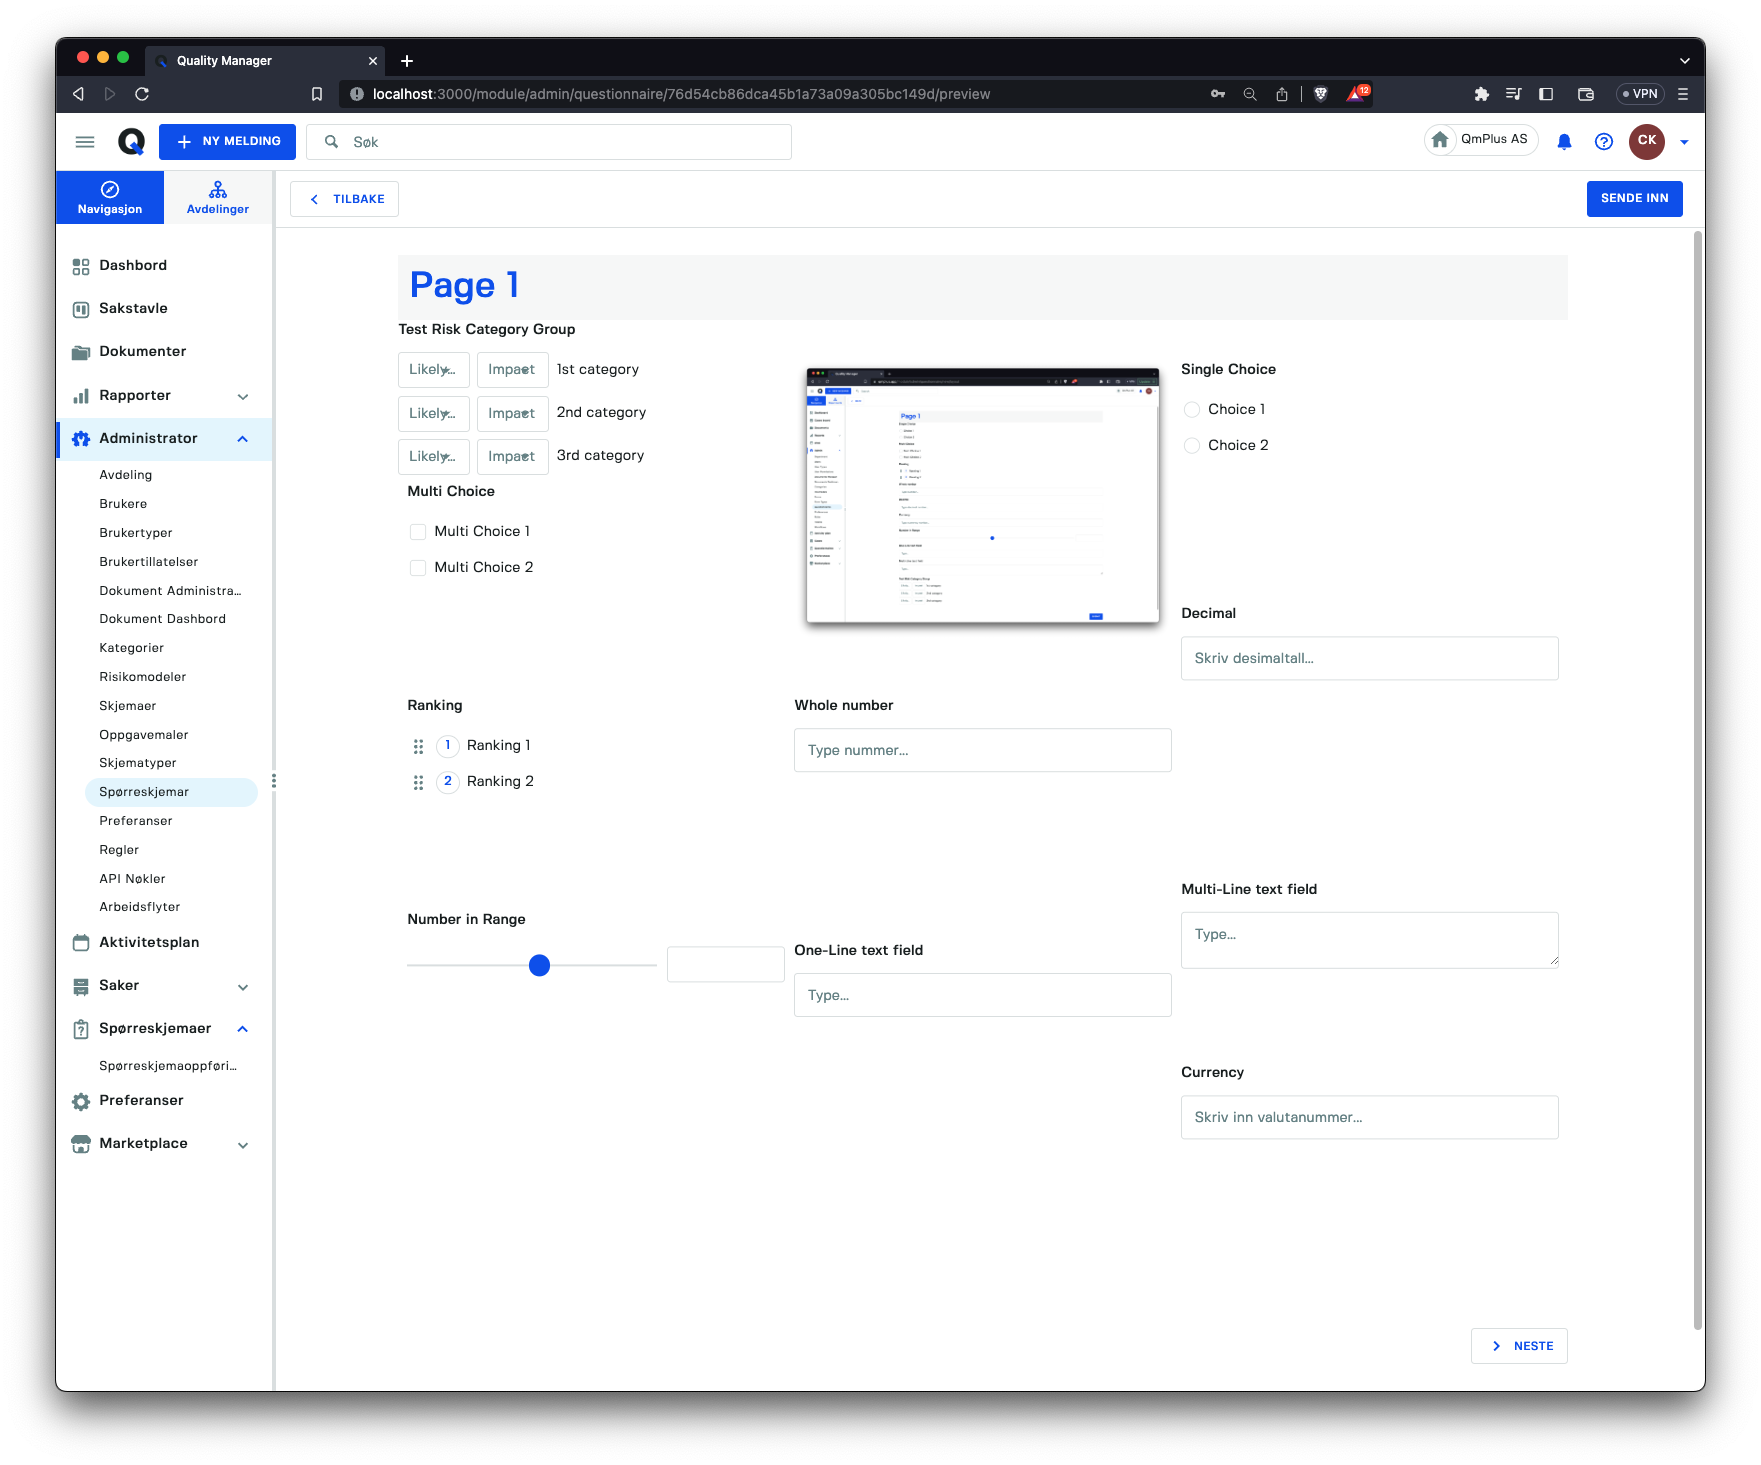 Quality Manager
localhost:3000/module/admin/questionnaire/76d54cb86dca45b1a73a09a305bc149d/preview
12
VPN
NY MELDING
Søk
QmPlus AS
CK
Navigasjon
Avdelinger
TILBAKE
SENDE INN
Dashbord
Sakstavle
Dokumenter
Rapporter
Administrator
Avdeling
Brukere
Brukertyper
Brukertillatelser
Dokument Administra...
Dokument Dashbord
Kategorier
Risikomodeler
Skjemaer
Oppgavemaler
Skjematyper
Spørreskjemar
Preferanser
Regler
API Nøkler
Arbeidsflyter
Aktivitetsplan
Saker
Spørreskjemaer
Spørreskjemaoppføri...
Preferanser
Marketplace
Page 1
Test Risk Category Group
Likely... Impact 1st category
Likely... Impact 2nd category
Likely... Impact 3rd category
Multi Choice
Multi Choice 1
Multi Choice 2
Page 1
Single Choice
Choice 1
Choice 2
Decimal
Skriv desimaltall...
Ranking
1 Ranking 1
2 Ranking 2
Whole number
Type nummer...
Number in Range
One-Line text field
Type...
Multi-Line text field
Type...
Currency
Skriv inn valutanummer...
NESTE